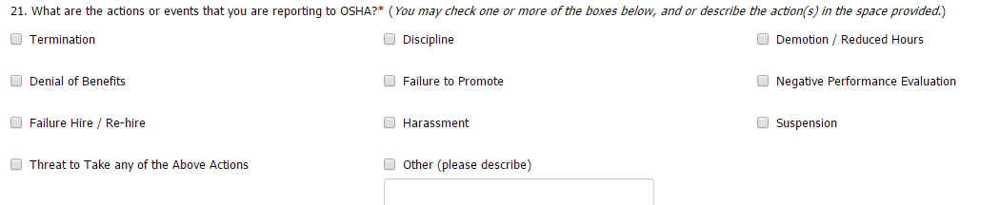 21. What are the actions or events that you are reporting to OSHA?* (You may check one or more of the boxes below, and or describe the action(s) in the space provided.)
Termination Discipline Demotion / Reduced Hours
Denial of Benefits Failure to Promote Negative Performance Evaluation
Failure Hire / Re-hire Harassment Suspension
Threat to Take any of the Above Actions Other (please describe)